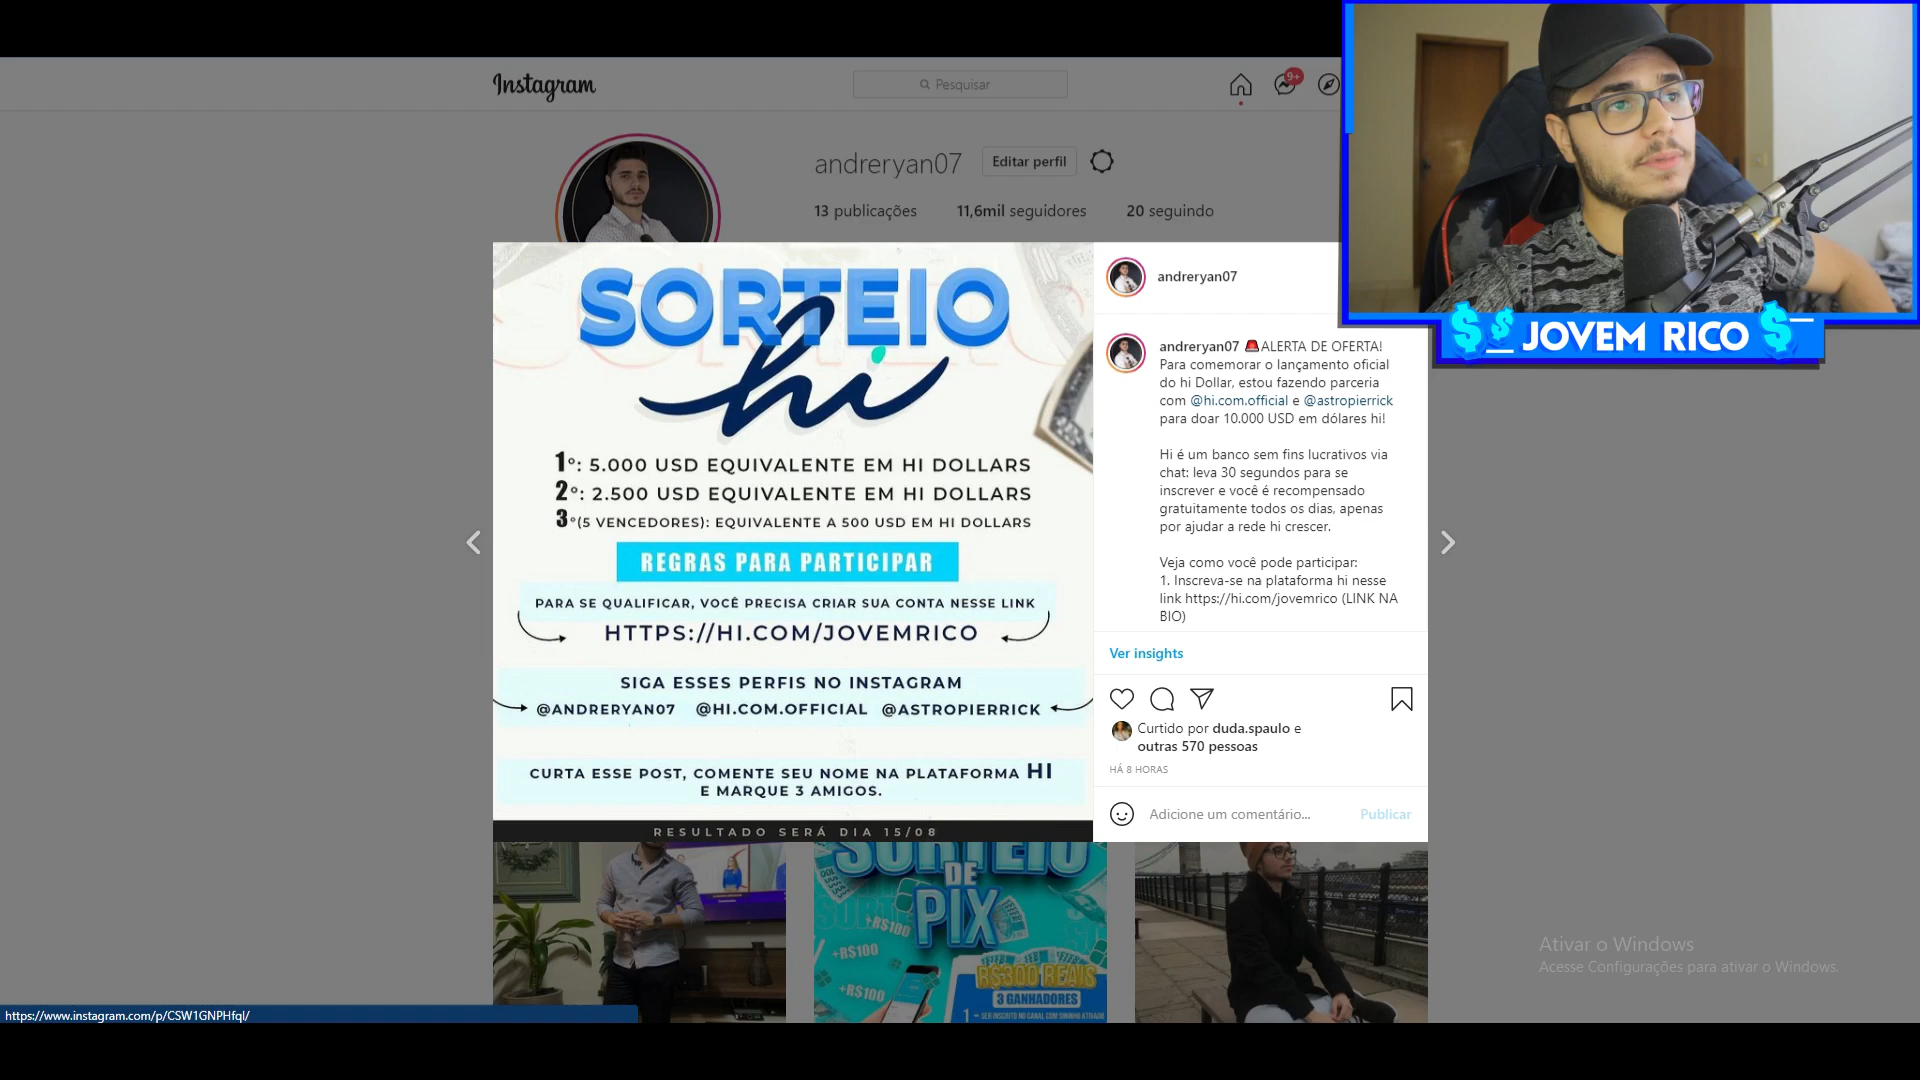 Instagram
Pesquisar
9+
andreryan07
Editar perfil
13 publicações
11,6mil seguidores
20 seguindo
SORTEIO
hi
1º: 5.000 USD EQUIVALENTE EM HI DOLLARS
2º: 2.500 USD EQUIVALENTE EM HI DOLLARS
3º(5 VENCEDORES): EQUIVALENTE A 500 USD EM HI DOLLARS
REGRAS PARA PARTICIPAR
PARA SE QUALIFICAR, VOCÊ PRECISA CRIAR SUA CONTA NESSE LINK
HTTPS://HI.COM/JOVEMRICO
SIGA ESSES PERFIS NO INSTAGRAM
@ANDRERYAN07 @HI.COM.OFFICIAL @ASTROPIERRICK
CURTA ESSE POST, COMENTE SEU NOME NA PLATAFORMA HI
E MARQUE 3 AMIGOS.
RESULTADO SERÁ DIA 15/08
andreryan07
andreryan07 🚨ALERTA DE OFERTA!
Para comemorar o lançamento oficial
do hi Dollar, estou fazendo parceria
com @hi.com.official e @astropierrick
para doar 10.000 USD em dólares hi!
Hi é um banco sem fins lucrativos via
chat: leva 30 segundos para se
inscrever e você é recompensado
gratuitamente todos os dias, apenas
por ajudar a rede hi crescer.
Veja como você pode participar:
1. Inscreva-se na plataforma hi nesse
link https://hi.com/jovemrico (LINK NA
BIO)
Ver insights
Curtido por duda.spaulo e
outras 570 pessoas
HÁ 8 HORAS
Adicione um comentário...
Publicar
$ $ JOVEM RICO $
SORTEIO
DE
PIX
+R$100
+R$100
+R$100
R$300 REAIS
3 GANHADORES
1 - SER INSCRITO NO CANAL COM SININHO ATIVADO
Ativar o Windows
Acesse Configurações para ativar o Windows.
https://www.instagram.com/p/CSW1GNPHfql/